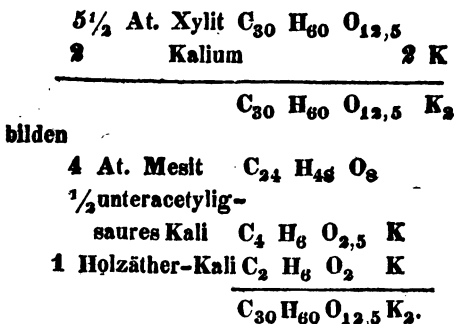 5½ At. Xylit C₃₀ H₆₀ O₁₂,₅
2 Kalium 2 K
C₃₀ H₆₀ O₁₂,₅ K₂
bilden
4 At. Mesit C₂₄ H₄₈ O₈
½unteracetylig-
saures Kali C₄ H₆ O₂,₅ K
1 Holzäther-Kali C₂ H₆ O₂ K
C₃₀ H₆₀ O₁₂,₅ K₂.